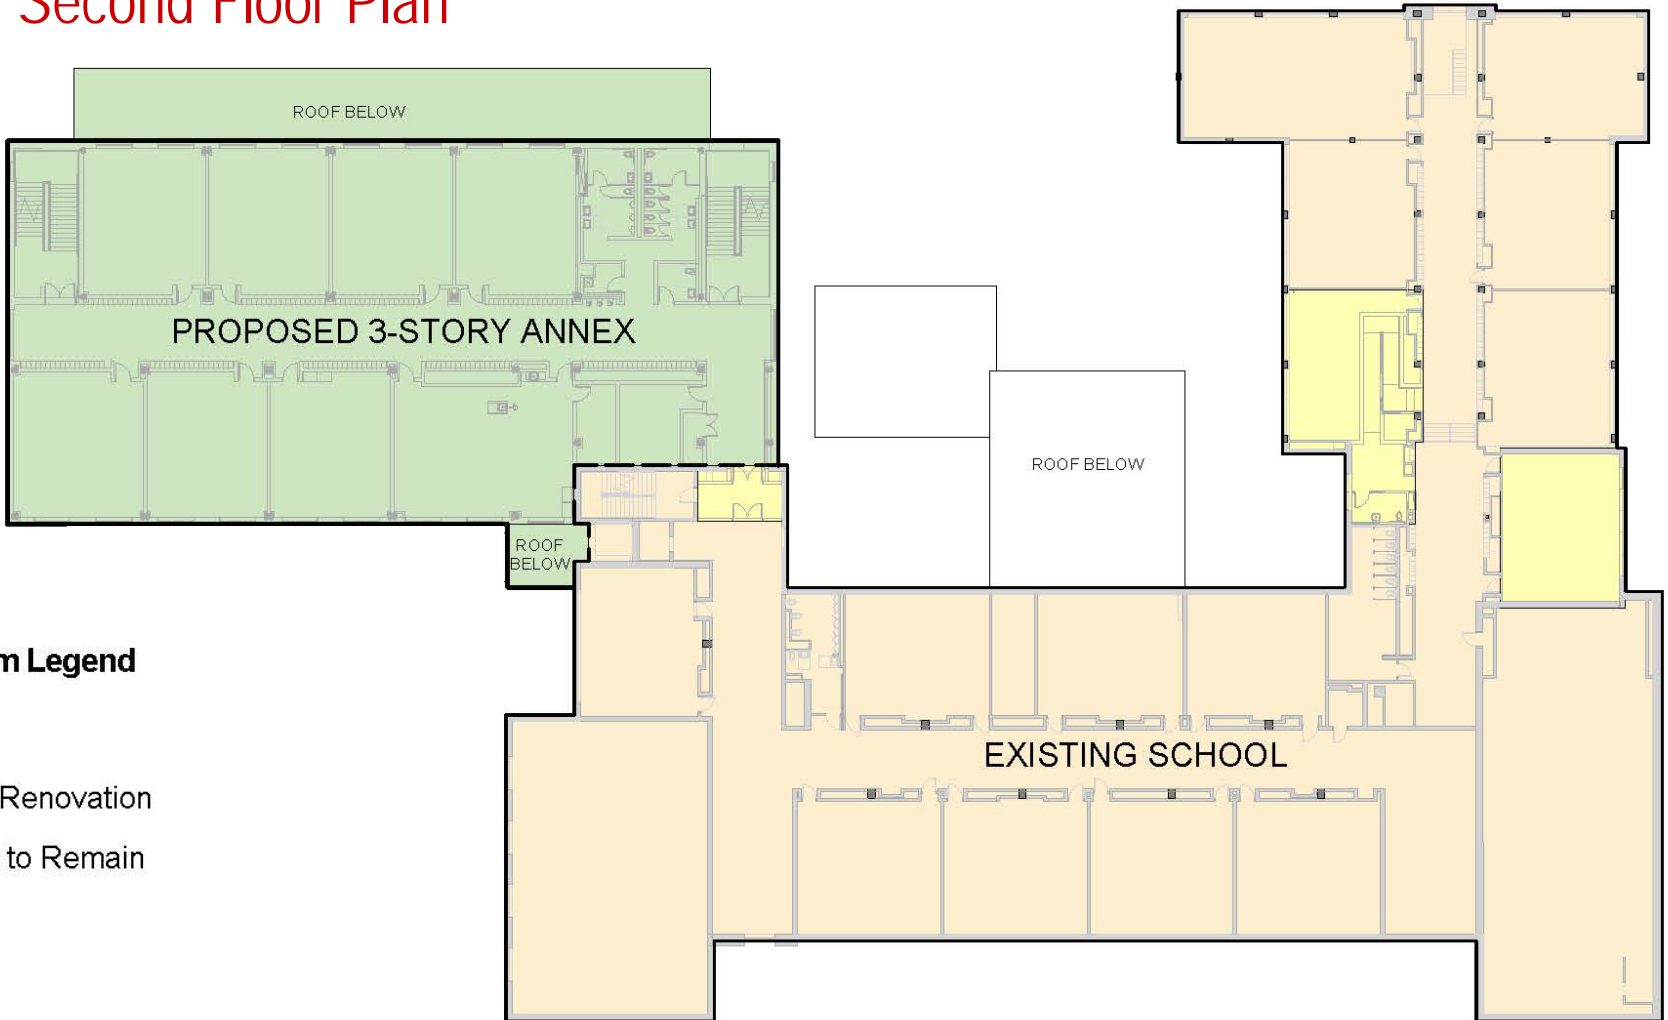 Second Floor Plan
ROOF BELOW
PROPOSED 3-STORY ANNEX
ROOF BELOW
ROOF
BELOW
Legend
EXISTING SCHOOL
Renovation
to Remain